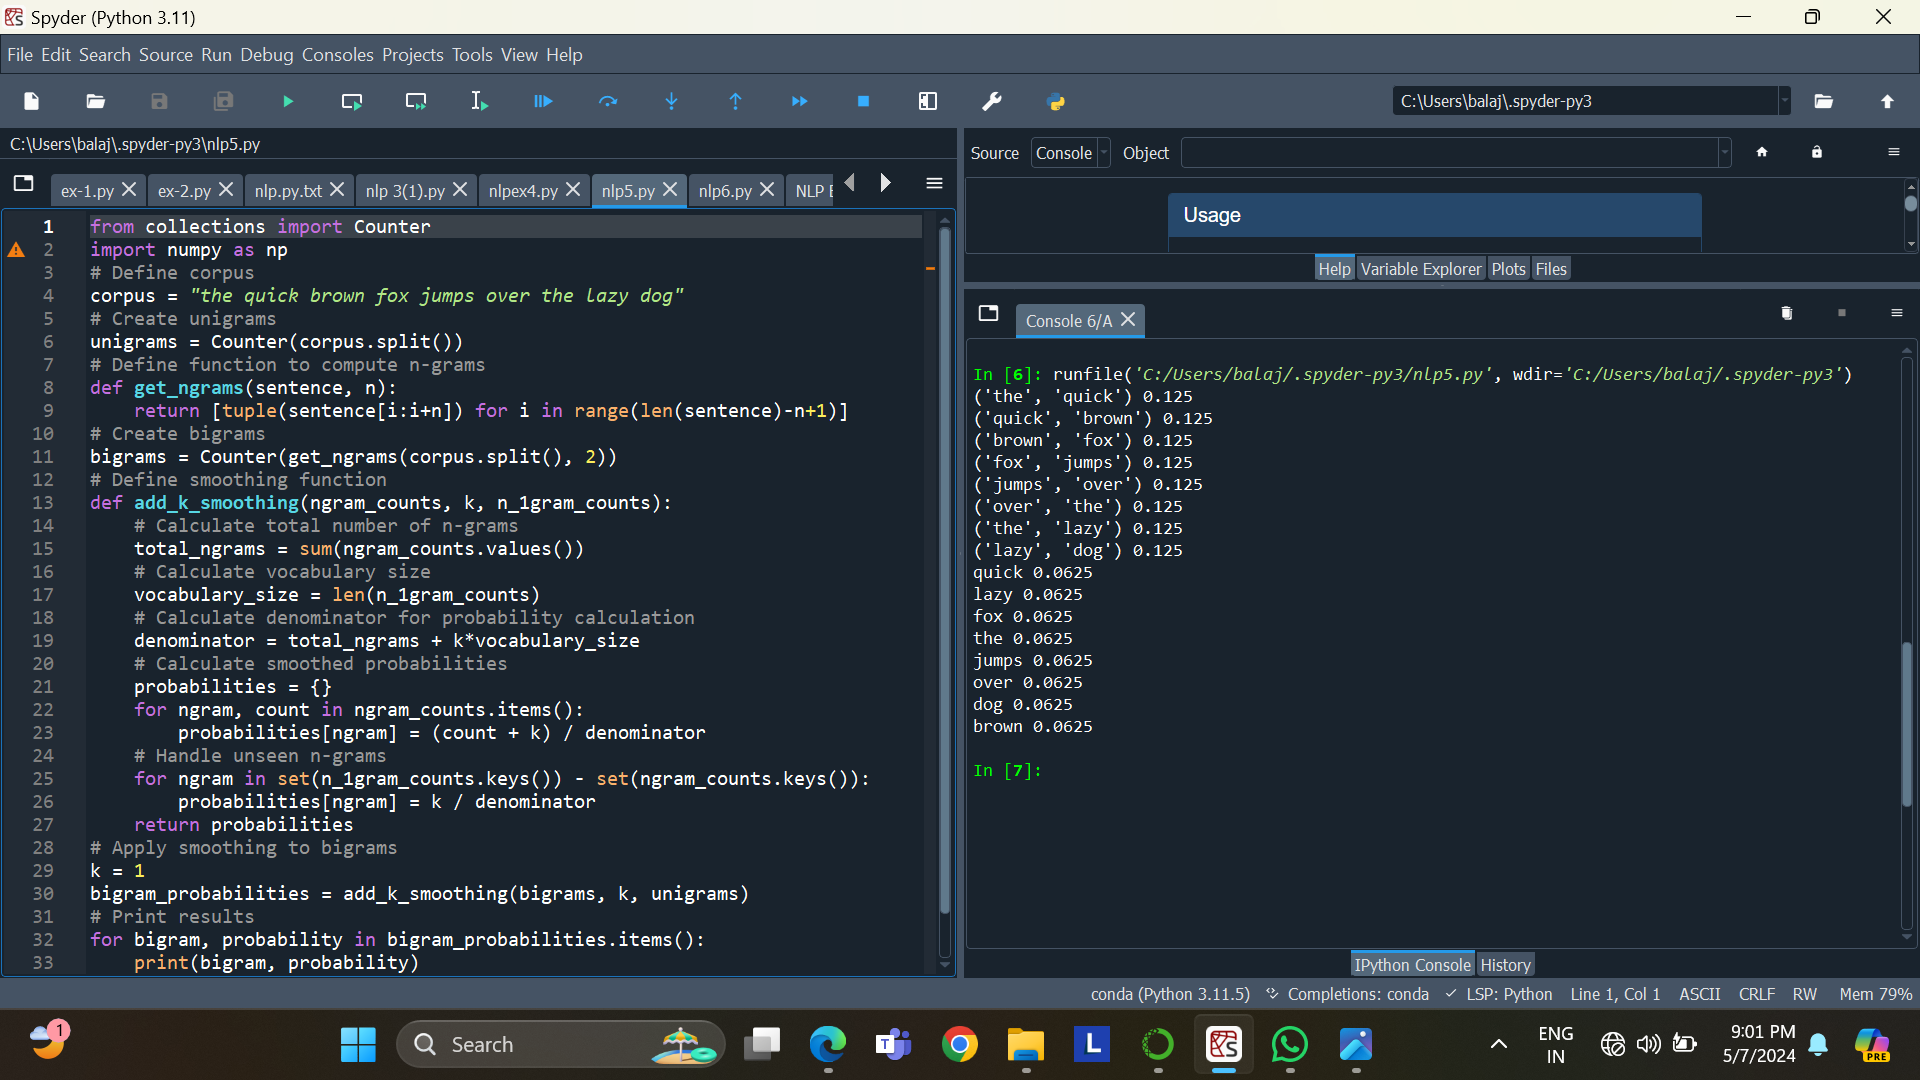 Spyder (Python 3.11)
File Edit Search Source Run Debug Consoles Projects Tools View Help
C:\Users\balaj\.spyder-py3
C:\Users\balaj\.spyder-py3\nlp5.py
ex-1.py ex-2.py nlp.py.txt nlp 3(1).py nlpex4.py nlp5.py nlp6.py NLP E
1 from collections import Counter
2 import numpy as np
3 # Define corpus
4 corpus = "the quick brown fox jumps over the lazy dog"
5 # Create unigrams
6 unigrams = Counter(corpus.split())
7 # Define function to compute n-grams
8 def get_ngrams(sentence, n):
9     return [tuple(sentence[i:i+n]) for i in range(len(sentence)-n+1)]
10 # Create bigrams
11 bigrams = Counter(get_ngrams(corpus.split(), 2))
12 # Define smoothing function
13 def add_k_smoothing(ngram_counts, k, n_1gram_counts):
14     # Calculate total number of n-grams
15     total_ngrams = sum(ngram_counts.values())
16     # Calculate vocabulary size
17     vocabulary_size = len(n_1gram_counts)
18     # Calculate denominator for probability calculation
19     denominator = total_ngrams + k*vocabulary_size
20     # Calculate smoothed probabilities
21     probabilities = {}
22     for ngram, count in ngram_counts.items():
23         probabilities[ngram] = (count + k) / denominator
24     # Handle unseen n-grams
25     for ngram in set(n_1gram_counts.keys()) - set(ngram_counts.keys()):
26         probabilities[ngram] = k / denominator
27     return probabilities
28 # Apply smoothing to bigrams
29 k = 1
30 bigram_probabilities = add_k_smoothing(bigrams, k, unigrams)
31 # Print results
32 for bigram, probability in bigram_probabilities.items():
33     print(bigram, probability)
Source Console Object
Usage
Help Variable Explorer Plots Files
Console 6/A
In [6]: runfile('C:/Users/balaj/.spyder-py3/nlp5.py', wdir='C:/Users/balaj/.spyder-py3')
('the', 'quick') 0.125
('quick', 'brown') 0.125
('brown', 'fox') 0.125
('fox', 'jumps') 0.125
('jumps', 'over') 0.125
('over', 'the') 0.125
('the', 'lazy') 0.125
('lazy', 'dog') 0.125
quick 0.0625
lazy 0.0625
fox 0.0625
the 0.0625
jumps 0.0625
over 0.0625
dog 0.0625
brown 0.0625
In [7]:
IPython Console History
conda (Python 3.11.5) Completions: conda LSP: Python Line 1, Col 1 ASCII CRLF RW Mem 79%
1
Search
T
L
ENG
IN
9:01 PM
5/7/2024
PRE